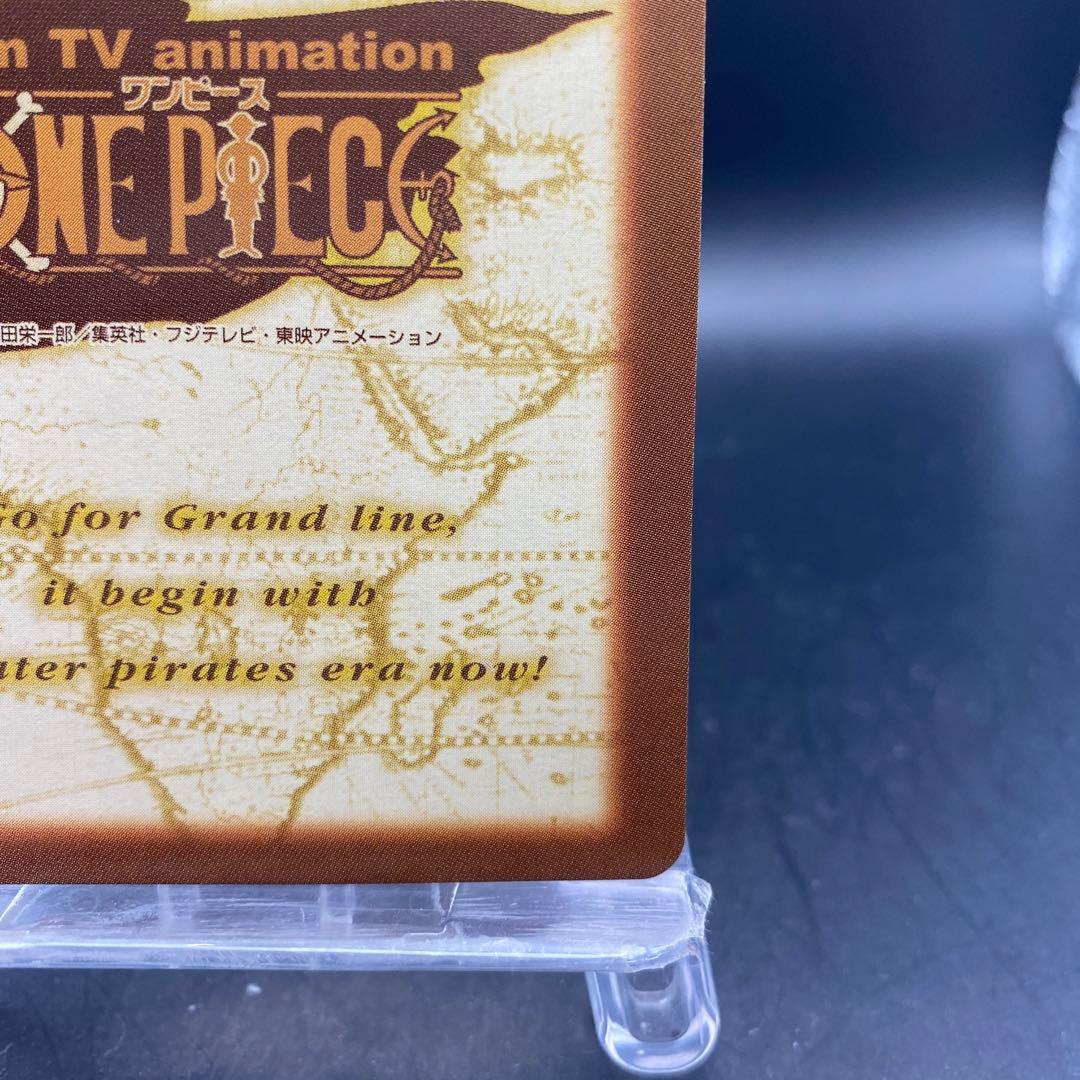 TV animation
ワンピース
ONE PIECE
田栄一郎／集英社・フジテレビ・東映アニメーション
Go for Grand line,
it begin with
pirates era now!